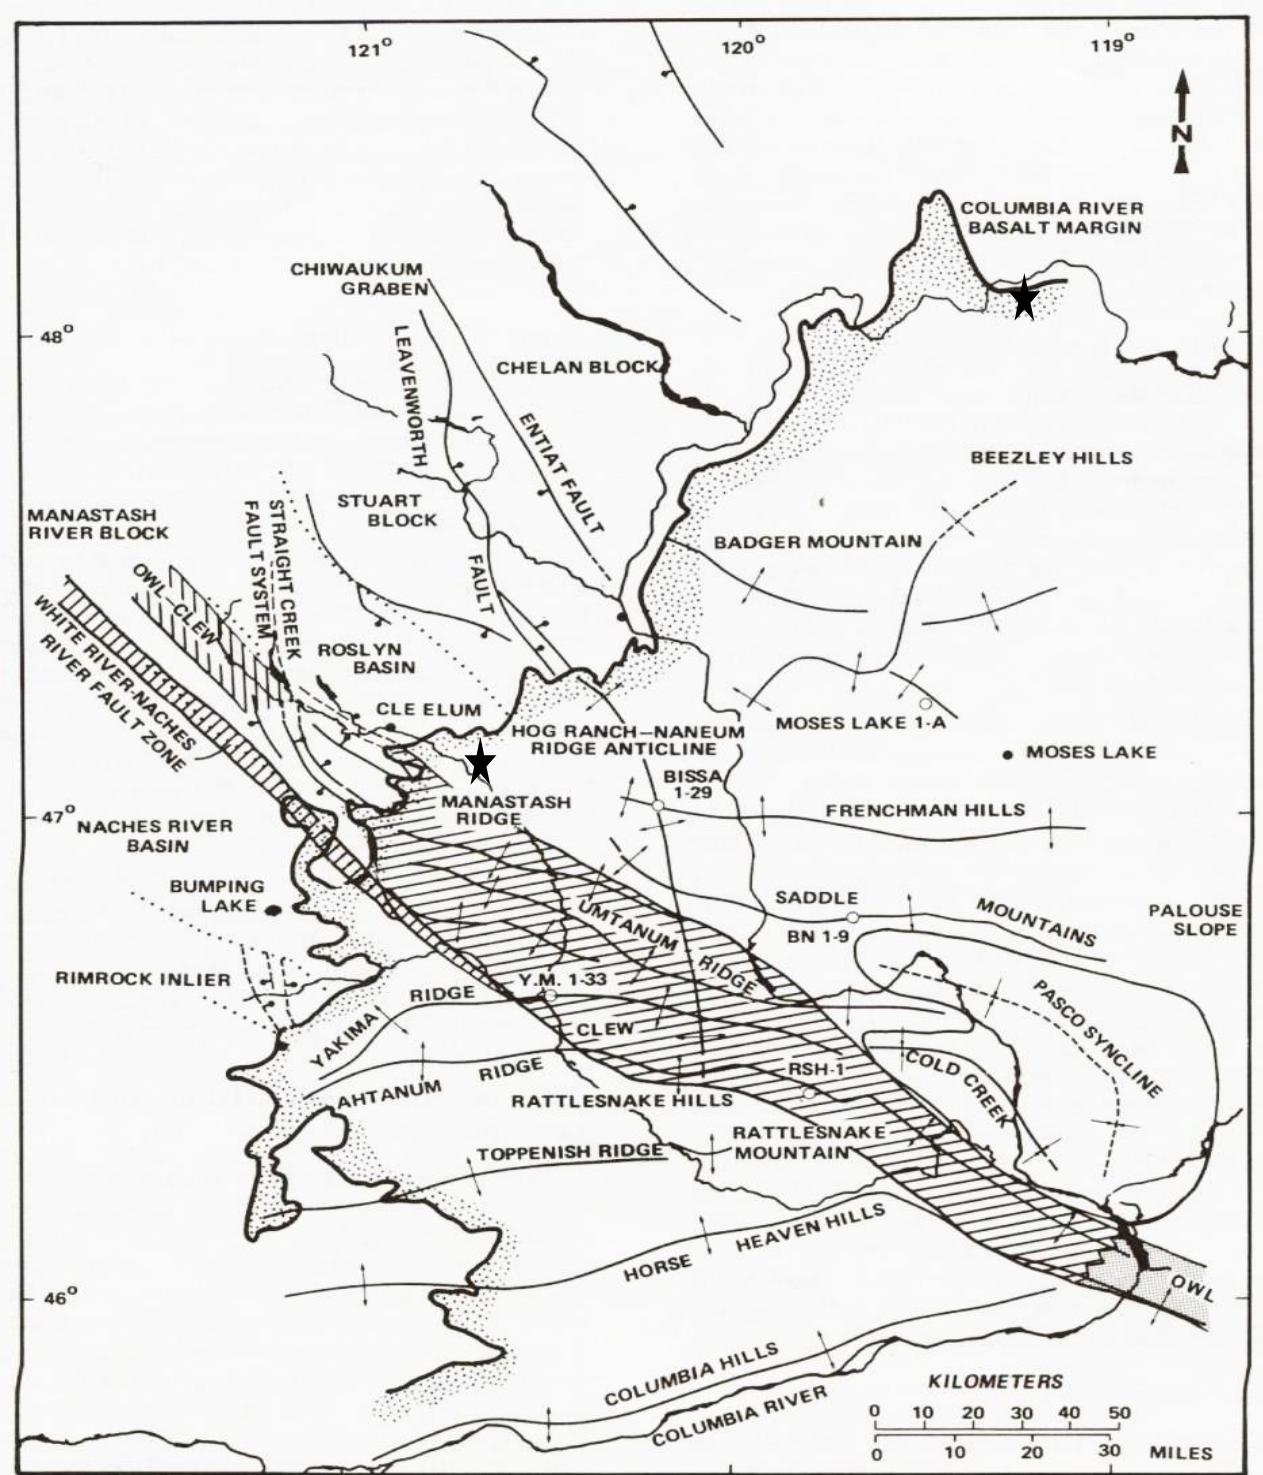 121°
120°
119°
N
COLUMBIA RIVER
BASALT MARGIN
CHIWAUKUM
GRABEN
48°
LEAVENWORTH
FAULT
CHELAN BLOCK
ENTIAT FAULT
BEEZLEY HILLS
STUART
BLOCK
MANASTASH
RIVER BLOCK
STRAIGHT CREEK
FAULT SYSTEM
BADGER MOUNTAIN
OWL-CLEW
WHITE RIVER-NACHES
RIVER FAULT ZONE
ROSLYN
BASIN
CLE ELUM
HOG RANCH–NANEUM
RIDGE ANTICLINE
MOSES LAKE 1-A
MOSES LAKE
BISSA
1-29
MANASTASH
RIDGE
FRENCHMAN HILLS
47°
NACHES RIVER
BASIN
BUMPING
LAKE
SADDLE
MOUNTAINS
BN 1-9
PALOUSE
SLOPE
UMTANUM
RIDGE
RIMROCK INLIER
YAKIMA
RIDGE
Y.M. 1-33
CLEW
PASCO SYNCLINE
COLD CREEK
RSH-1
AHTANUM
RIDGE
RATTLESNAKE HILLS
RATTLESNAKE
MOUNTAIN
TOPPENISH RIDGE
HORSE
HEAVEN HILLS
46°
OWL
COLUMBIA HILLS
COLUMBIA RIVER
KILOMETERS
0 10 20 30 40 50
0 10 20 30 MILES